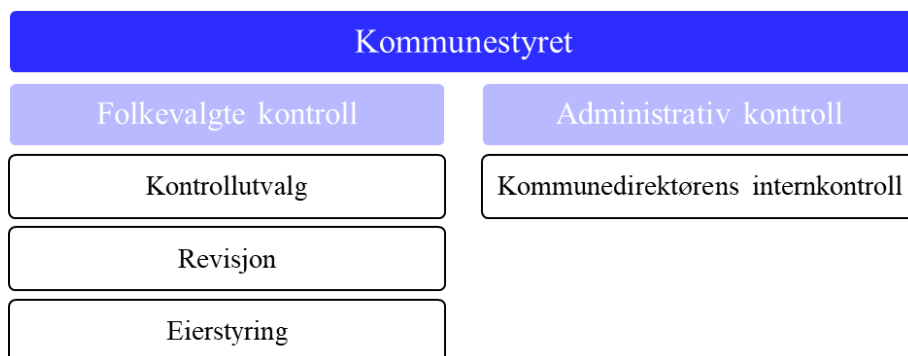 Kommunestyret
Folkevalgte kontroll
Administrativ kontroll
Kontrollutvalg
Kommunedirektørens internkontroll
Revisjon
Eierstyring